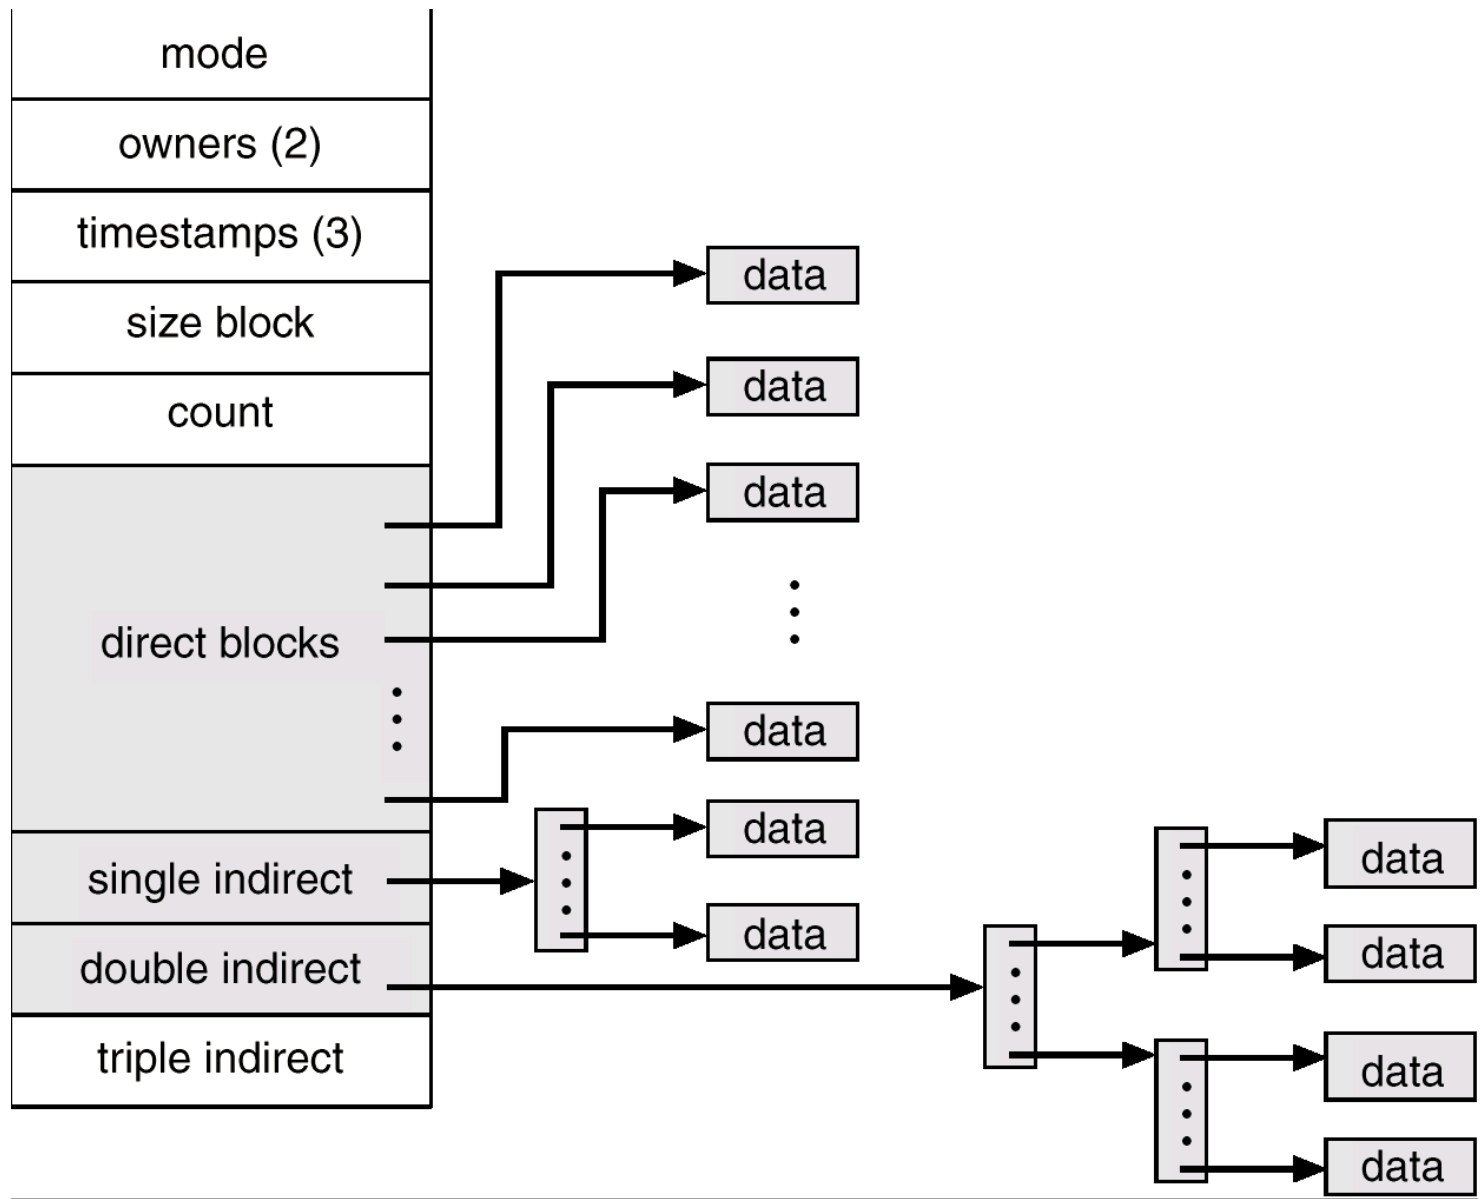 mode
owners (2)
timestamps (3)
size block
count
direct blocks
single indirect
double indirect
triple indirect
data
data
data
data
data
data
data
data
data
data